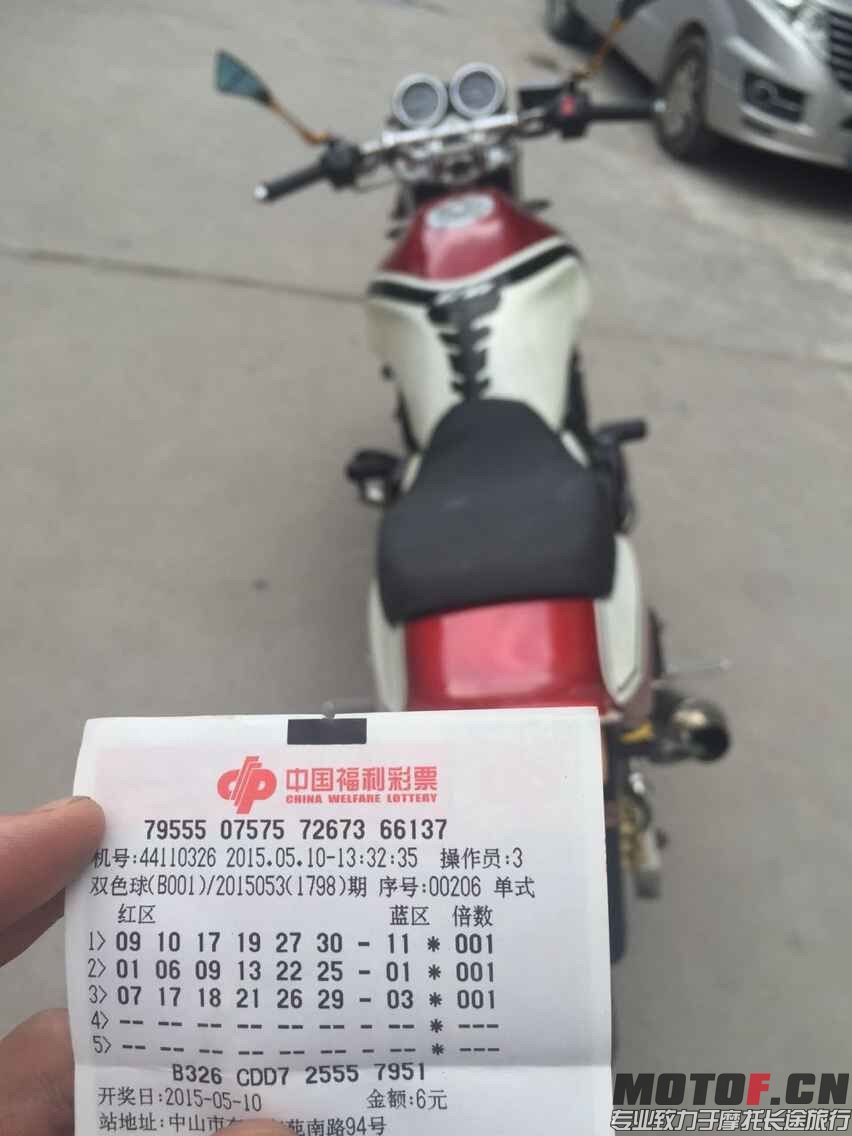 中国福利彩票
CHINA WELFARE LOTTERY
79555 07575 72673 66137
机号:44110326 2015.05.10-13:32:35 操作员:3
双色球(B001)/2015053(1798)期 序号:00206 单式
红区 蓝区 倍数
1> 09 10 17 19 27 30 - 11 * 001
2> 01 06 09 13 22 25 - 01 * 001
3> 07 17 18 21 26 29 - 03 * 001
4> -- -- -- -- -- -- -- -- * ---
5> -- -- -- -- -- -- -- -- * ---
B326 CDD7 2555 7951
开奖日:2015-05-10 金额:6元
站地址:中山市 苑南路94号
MOTOF.CN
专业致力于摩托长途旅行